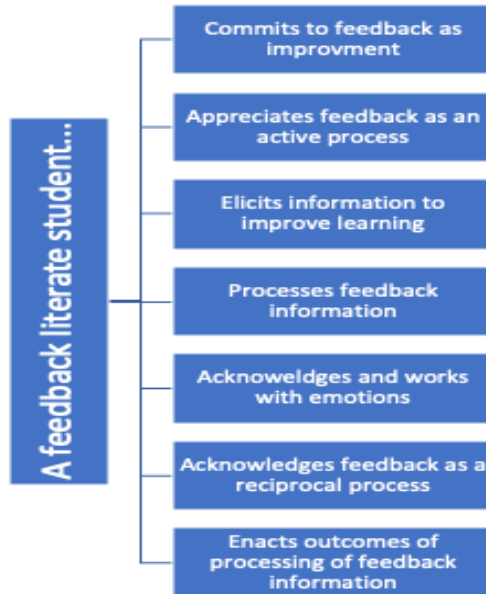 A feedback literate student...
Commits to feedback as
improvment
Appreciates feedback as an
active process
Elicits information to
improve learning
Processes feedback
information
Acknoweldges and works
with emotions
Acknowledges feedback as a
reciprocal process
Enacts outcomes of
processing of feedback
information